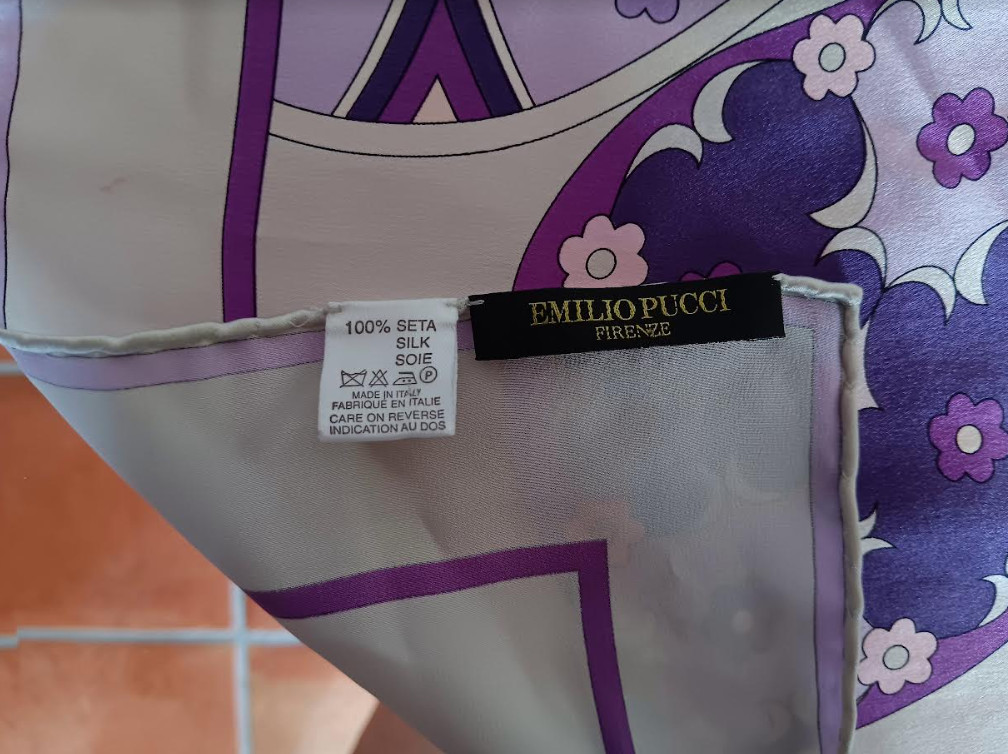 100% SETA
SILK
SOIE
P
MADE IN ITALY
FABRIQUÉ EN ITALIE
CARE ON REVERSE
INDICATION AU DOS
EMILIO PUCCI
FIRENZE